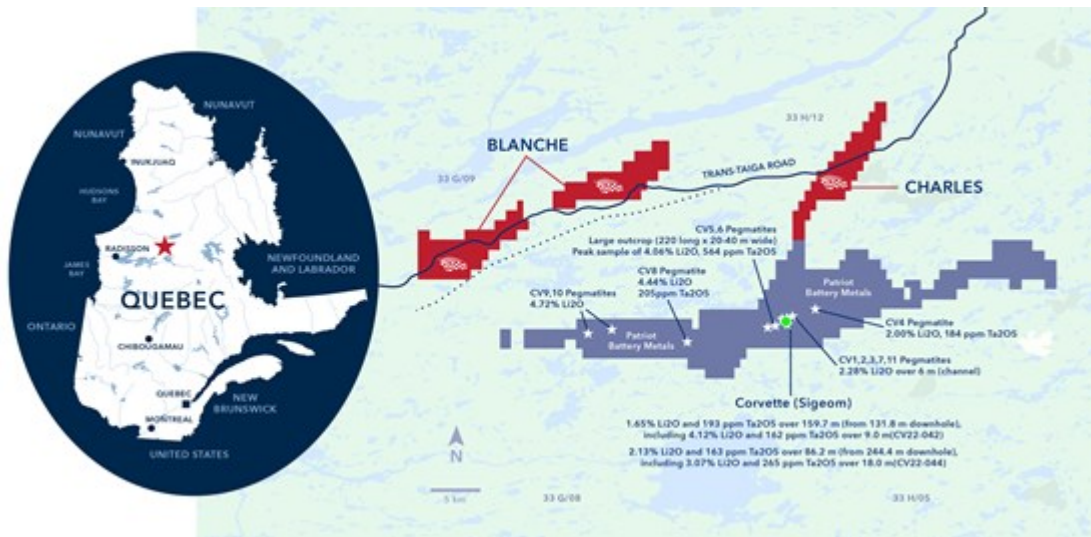 NUNAVUT
NUNAVUT
INUKJUHQ
HUDSONS
BAY
RADISSON
JAMES
BAY
NEWFOUNDLAND
AND LABRADOR
QUEBEC
ONTARIO
CHIBOUGAMAU
QUEBEC
NEW
BRUNSWICK
MONTREAL
UNITED STATES
33 H/12
BLANCHE
33 G/09
TRANS-TAIGA ROAD
CHARLES
CV5,6 Pegmatites
Large outcrop (220 long x 20-40 m wide)
Peak sample of 4.06% Li2O, 564 ppm Ta2O5
CV8 Pegmatite
4.44% Li2O
205ppm Ta2O5
CV9,10 Pegmatites
4.72% Li2O
Patriot
Battery Metals
Patriot
Battery Metals
CV4 Pegmatite
2.00% Li2O, 184 ppm Ta2O5
CV1,2,3,7,11 Pegmatites
2.28% Li2O over 6 m (channel)
Corvette (Sigeom)
1.65% Li2O and 193 ppm Ta2O5 over 159.7 m (from 131.8 m downhole),
including 4.12% Li2O and 162 ppm Ta2O5 over 9.0 m(CV22-042)
2.13% Li2O and 163 ppm Ta2O5 over 86.2 m (from 244.4 m downhole),
including 3.07% Li2O and 265 ppm Ta2O5 over 18.0 m(CV22-044)
N
5 km
33 G/08
33 H/05